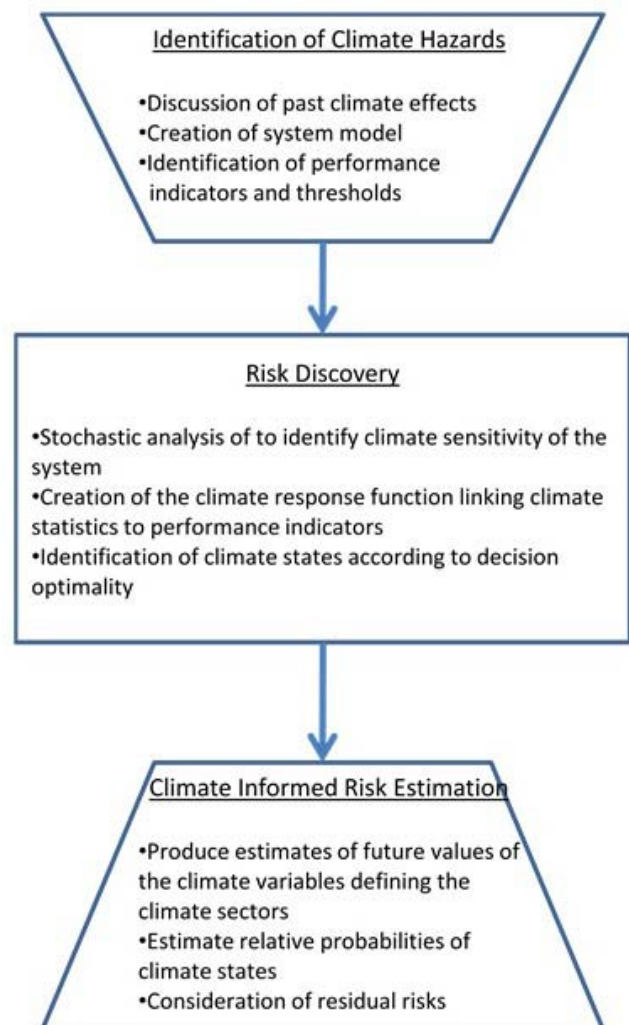 Identification of Climate Hazards
•Discussion of past climate effects
•Creation of system model
•Identification of performance
indicators and thresholds
Risk Discovery
•Stochastic analysis of to identify climate sensitivity of the
system
•Creation of the climate response function linking climate
statistics to performance indicators
•Identification of climate states according to decision
optimality
Climate Informed Risk Estimation
•Produce estimates of future values of
the climate variables defining the
climate sectors
•Estimate relative probabilities of
climate states
•Consideration of residual risks